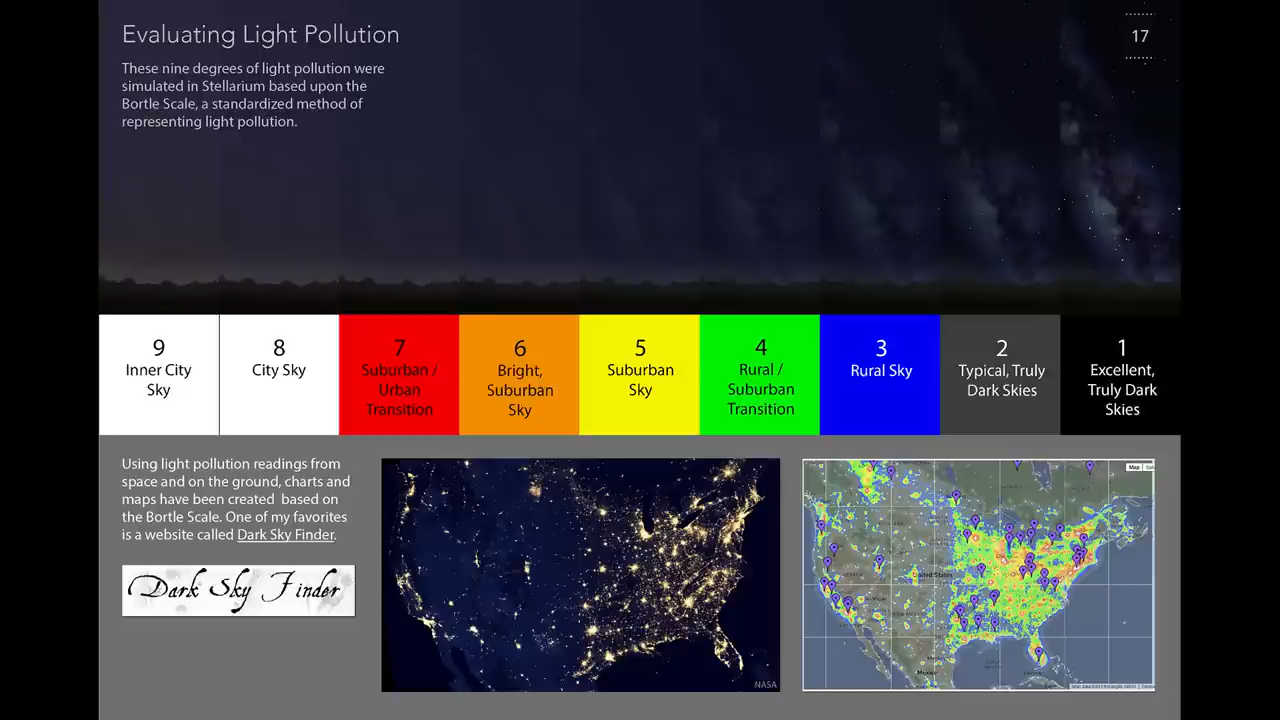 Evaluating Light Pollution
17
These nine degrees of light pollution were
simulated in Stellarium based upon the
Bortle Scale, a standardized method of
representing light pollution.
9
Inner City
Sky
8
City Sky
7
Suburban /
Urban
Transition
6
Bright,
Suburban
Sky
5
Suburban
Sky
4
Rural /
Suburban
Transition
3
Rural Sky
2
Typical, Truly
Dark Skies
1
Excellent,
Truly Dark
Skies
Using light pollution readings from
space and on the ground, charts and
maps have been created based on
the Bortle Scale. One of my favorites
is a website called Dark Sky Finder.
Dark Sky Finder
NASA
Map
United States
Mexico